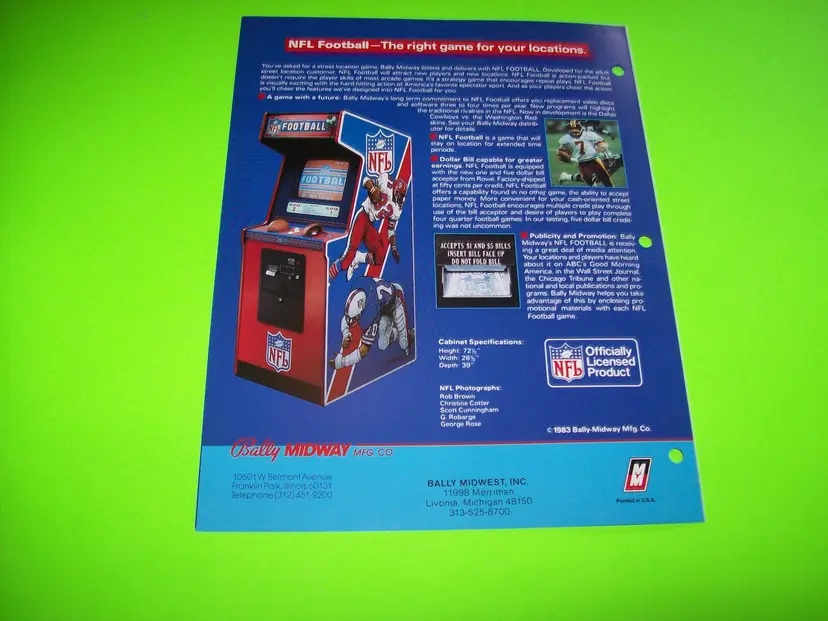 NFL Football—The right game for your locations.
You've asked for a street location game. Bally Midway listens and delivers with NFL FOOTBALL. Developed for the adult
street location customer, NFL Football will attract new players and new locations. NFL Football is action-packed but
doesn't require the player skills of most arcade games. It's a strategy game that encourages repeat plays. NFL Football
is visually exciting with the hard-hitting action of America's favorite spectator sport. And as your players cheer the action
you'll cheer the features we've designed into NFL Football for you.
A game with a future: Bally Midway's long term commitment to NFL Football offers you replacement video discs
and software three to four times per year. New programs will highlight
the traditional rivalries in the NFL. Now in development is the Dallas
Cowboys vs the Washington Red-
skins. See your Bally Midway distrib-
utor for details.
NFL Football is a game that will
stay on location for extended time
periods.
Dollar Bill capable for greater
earnings. NFL Football is equipped
with the new one and five dollar bill
acceptor from Rowe. Factory-shipped
at fifty cents per credit, NFL Football
offers a capability found in no other game, the ability to accept
paper money. More convenient for your cash-oriented street
locations, NFL Football encourages multiple credit play through
use of the bill acceptor and desire of players to play complete
four quarter football games. In our testing, five dollar bill credit-
ing was not uncommon.
Publicity and Promotion: Bally
Midway's NFL FOOTBALL is receiv-
ing a great deal of media attention.
Your locations and players have heard
about it on ABC's Good Morning
America, in the Wall Street Journal,
the Chicago Tribune and other na-
tional and local publications and pro-
grams. Bally Midway helps you take
advantage of this by enclosing pro-
motional materials with each NFL
Football game.
NFL FOOTBALL
NFL
FOOTBAL
20
NFL
7
ACCEPTS $1 AND $5 BILLS
INSERT BILL FACE UP
DO NOT FOLD BILL
Cabinet Specifications:
Height: 72½"
Width: 26½"
Depth: 39"
NFL Photographs:
Rob Brown
Christine Cotter
Scott Cunningham
G. Robarge
George Rose
NFL
Officially
Licensed
Product
© 1983 Bally-Midway Mfg. Co.
Bally MIDWAY MFG. CO.
10601 W. Belmont Avenue
Franklin Park, Illinois 60131
Telephone (312) 451-9200
BALLY MIDWEST, INC.
11998 Merriman
Livonia, Michigan 48150
313-525-8700
Printed in U.S.A.